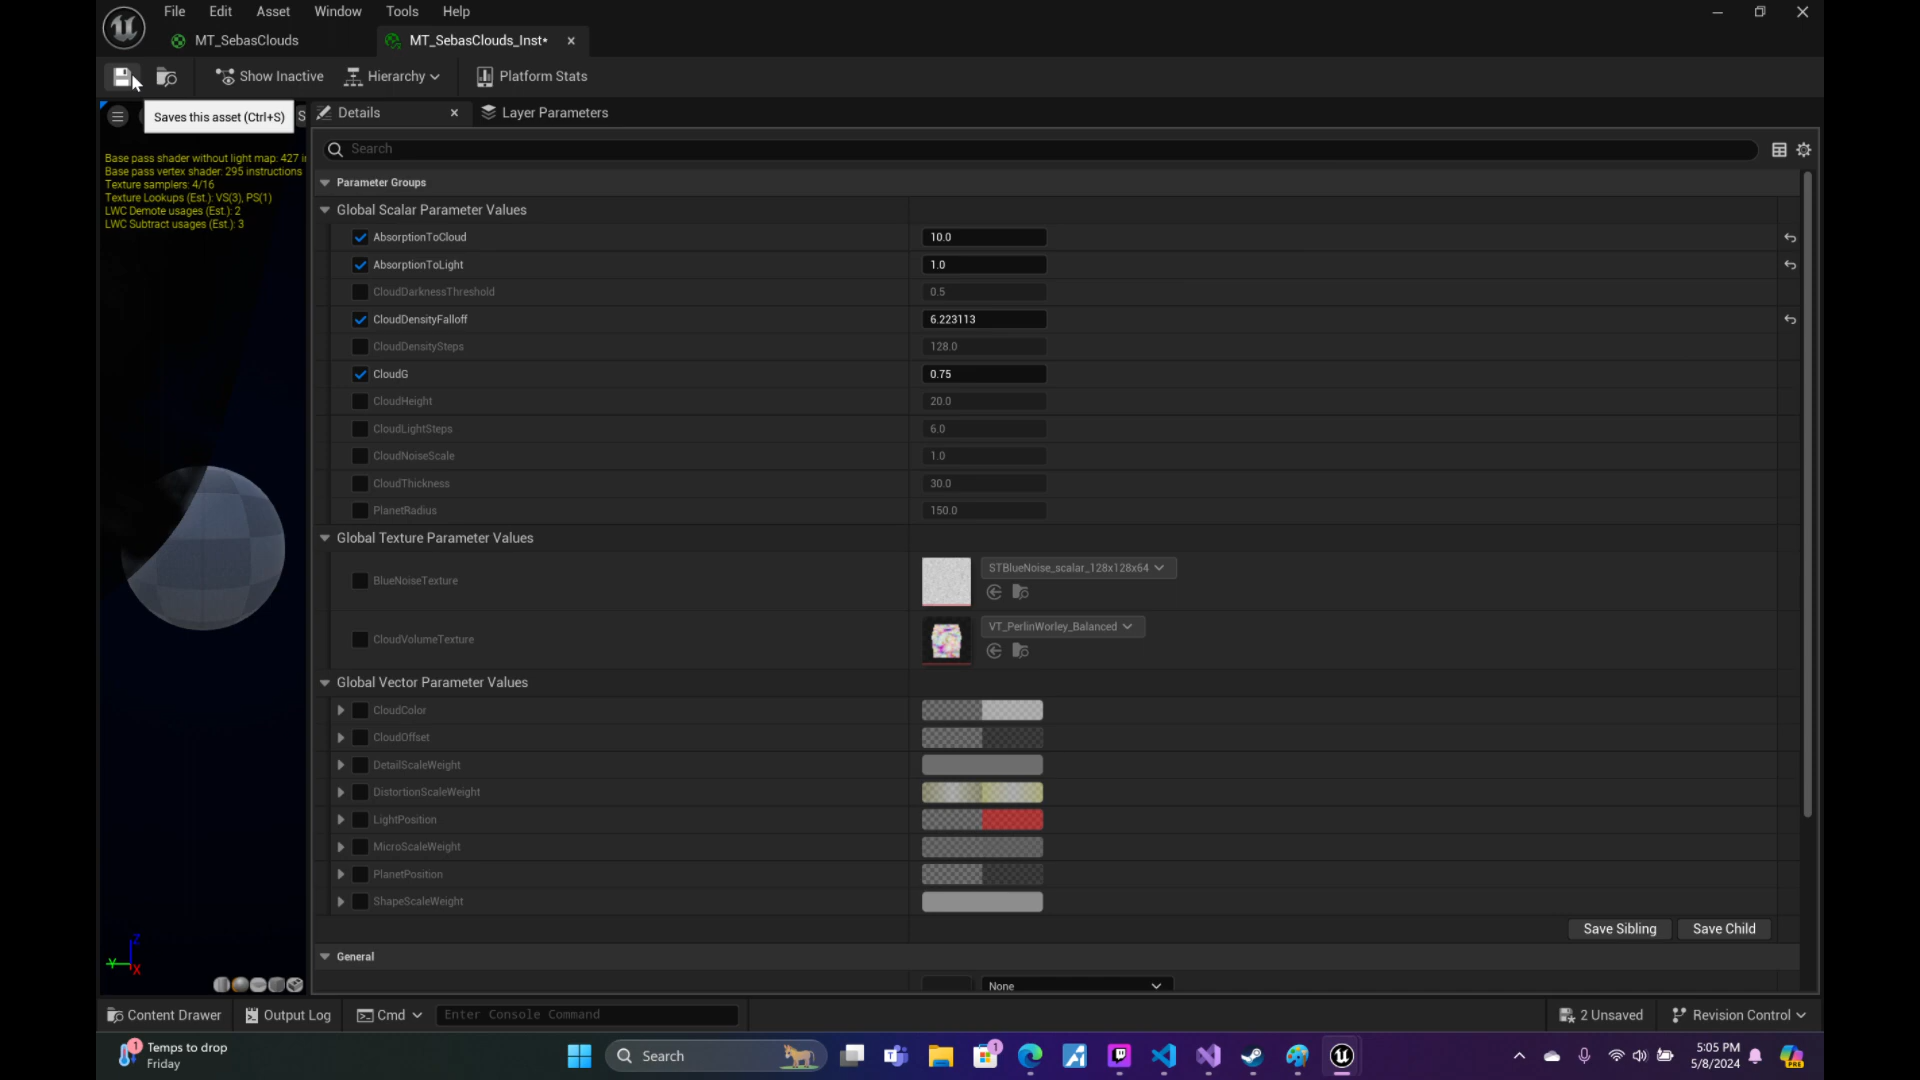 File Edit Asset Window Tools Help
MT_SebasClouds
MT_SebasClouds_Inst*
Show Inactive
Hierarchy
Platform Stats
Saves this asset (Ctrl+S)
S
Details
Layer Parameters
Search
Base pass shader without light map: 427 i
Base pass vertex shader: 295 instructions
Texture samplers: 4/16
Texture Lookups (Est.): VS(3), PS(1)
LWC Demote usages (Est.): 2
LWC Subtract usages (Est.): 3
Parameter Groups
Global Scalar Parameter Values
AbsorptionToCloud 10.0
AbsorptionToLight 1.0
CloudDarknessThreshold 0.5
CloudDensityFalloff 6.223113
CloudDensitySteps 128.0
CloudG 0.75
CloudHeight 20.0
CloudLightSteps 6.0
CloudNoiseScale 1.0
CloudThickness 30.0
PlanetRadius 150.0
Global Texture Parameter Values
BlueNoiseTexture STBlueNoise_scalar_128x128x64
CloudVolumeTexture VT_PerlinWorley_Balanced
Global Vector Parameter Values
CloudColor
CloudOffset
DetailScaleWeight
DistortionScaleWeight
LightPosition
MicroScaleWeight
PlanetPosition
ShapeScaleWeight
Save Sibling Save Child
General
None
Z
Y
X
Content Drawer Output Log Cmd Enter Console Command 2 Unsaved Revision Control
1
Temps to drop
Friday
Search
1
PRE
5:05 PM
5/8/2024